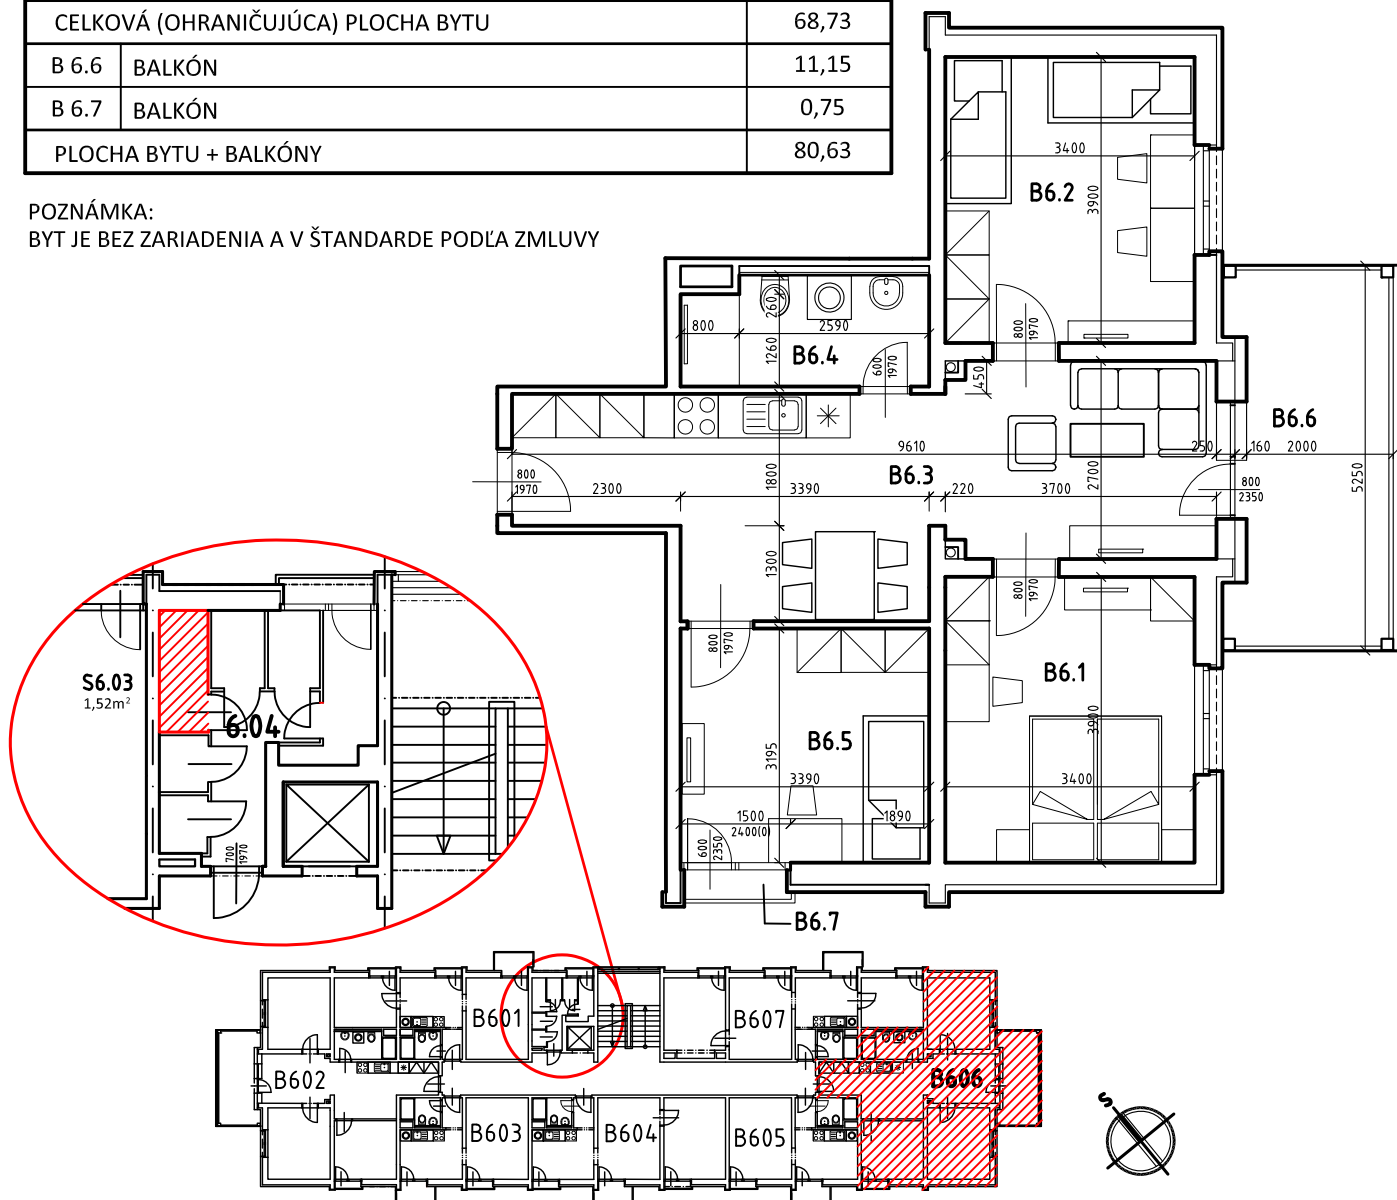 CELKOVÁ (OHRANIČUJÚCA) PLOCHA BYTU 68,73
B 6.6 BALKÓN 11,15
B 6.7 BALKÓN 0,75
PLOCHA BYTU + BALKÓNY 80,63
POZNÁMKA:
BYT JE BEZ ZARIADENIA A V ŠTANDARDE PODĽA ZMLUVY
3400
B6.2
3900
800
1970
260
800
2590
1260
B6.4
600
1970
450
B6.6
9610
250
160
2000
800
1970
1800
B6.3
2700
5250
2300
3390
220
3700
800
2350
1300
800
1970
800
1970
B6.1
3900
3400
B6.5
3195
3390
1500
1890
2400(0)
600
2350
B6.7
S6.03
1,52m²
6.04
700
1970
B601
B607
B602
B606
B603
B604
B605
S